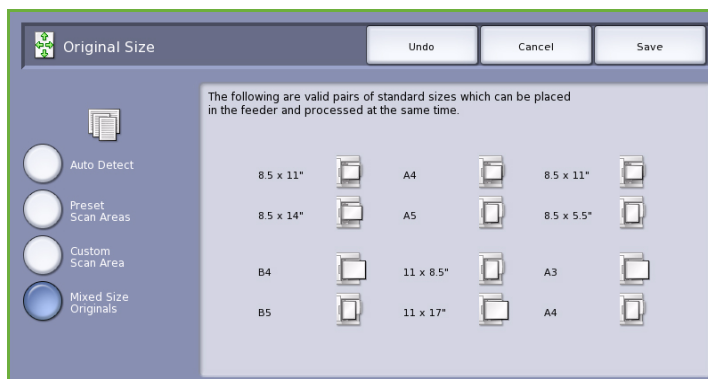 Original Size
Undo
Cancel
Save
The following are valid pairs of standard sizes which can be placed
in the feeder and processed at the same time.
Auto Detect
Preset
Scan Areas
Custom
Scan Area
Mixed Size
Originals
8.5 x 11"
A4
8.5 x 11"
8.5 x 14"
A5
8.5 x 5.5"
B4
11 x 8.5"
A3
B5
11 x 17"
A4